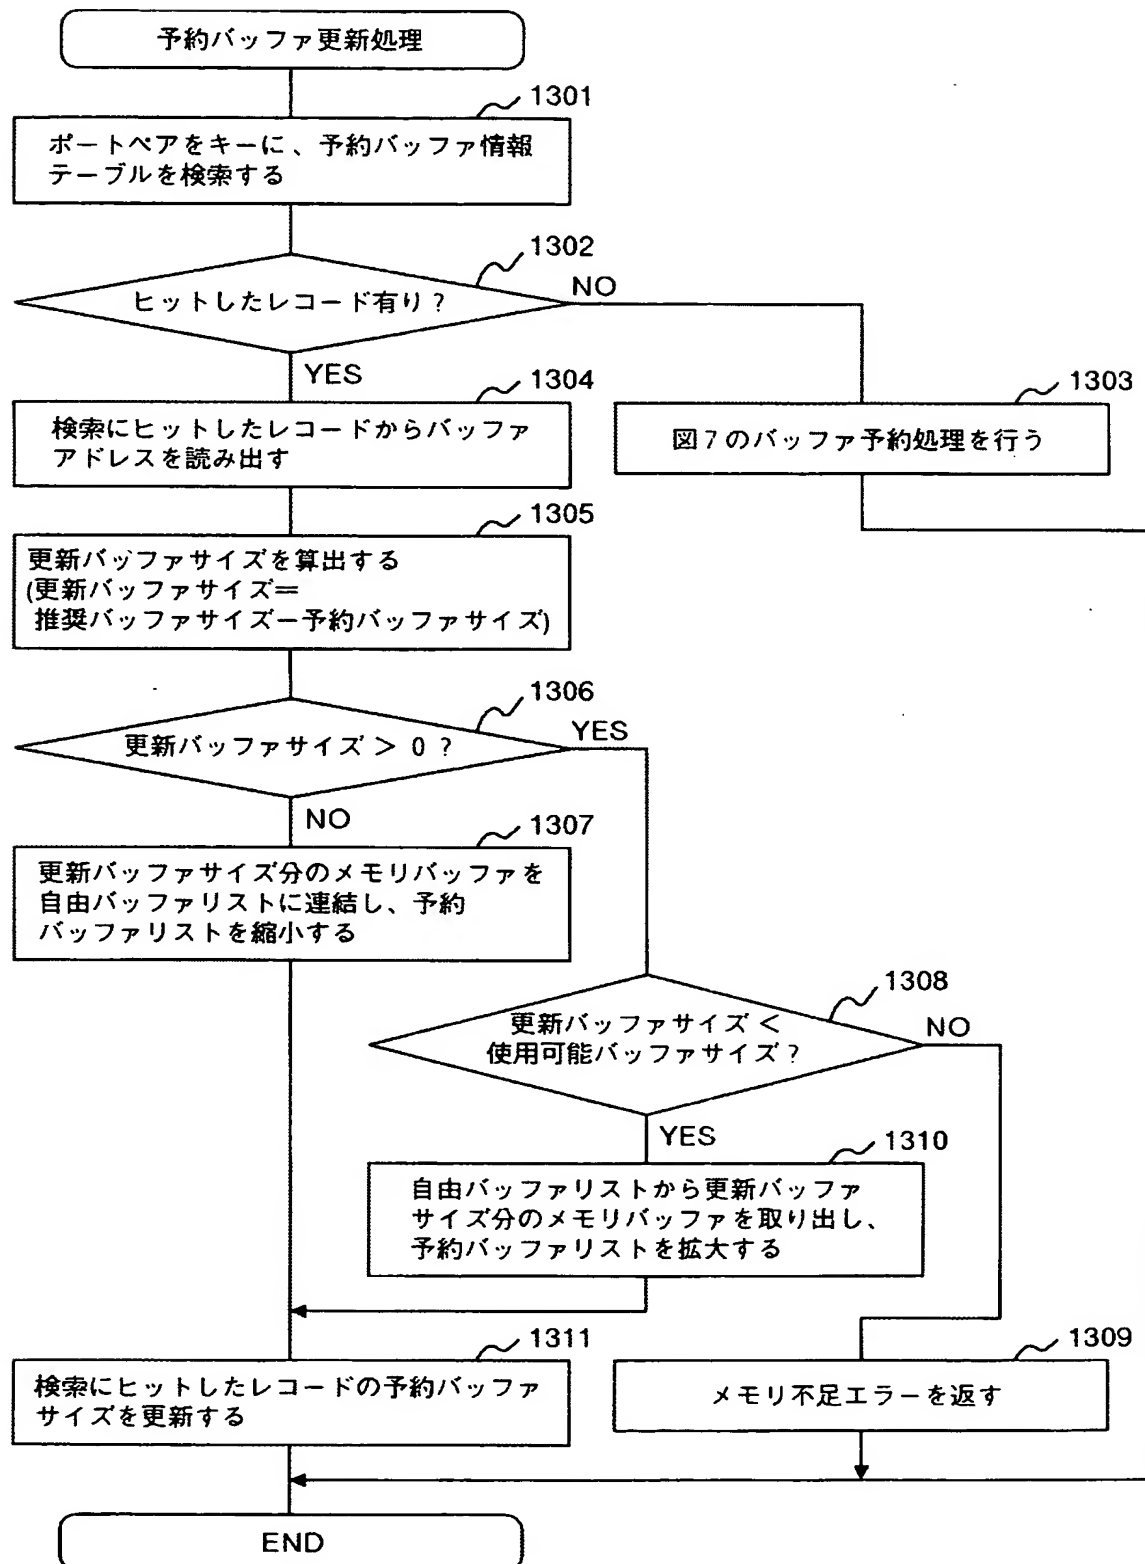 予約バッファ更新処理
1301
ポートペアをキーに、予約バッファ情報
テーブルを検索する
1302
ヒットしたレコード有り?
NO
YES
1304
検索にヒットしたレコードからバッファ
アドレスを読み出す
1303
図7のバッファ予約処理を行う
1305
更新バッファサイズを算出する
(更新バッファサイズ=
推奨バッファサイズ-予約バッファサイズ)
1306
更新バッファサイズ > 0 ?
YES
NO
1307
更新バッファサイズ分のメモリバッファを
自由バッファリストに連結し、予約
バッファリストを縮小する
1308
更新バッファサイズ <
使用可能バッファサイズ?
NO
YES
1310
自由バッファリストから更新バッファ
サイズ分のメモリバッファを取り出し、
予約バッファリストを拡大する
1311
検索にヒットしたレコードの予約バッファ
サイズを更新する
1309
メモリ不足エラーを返す
END